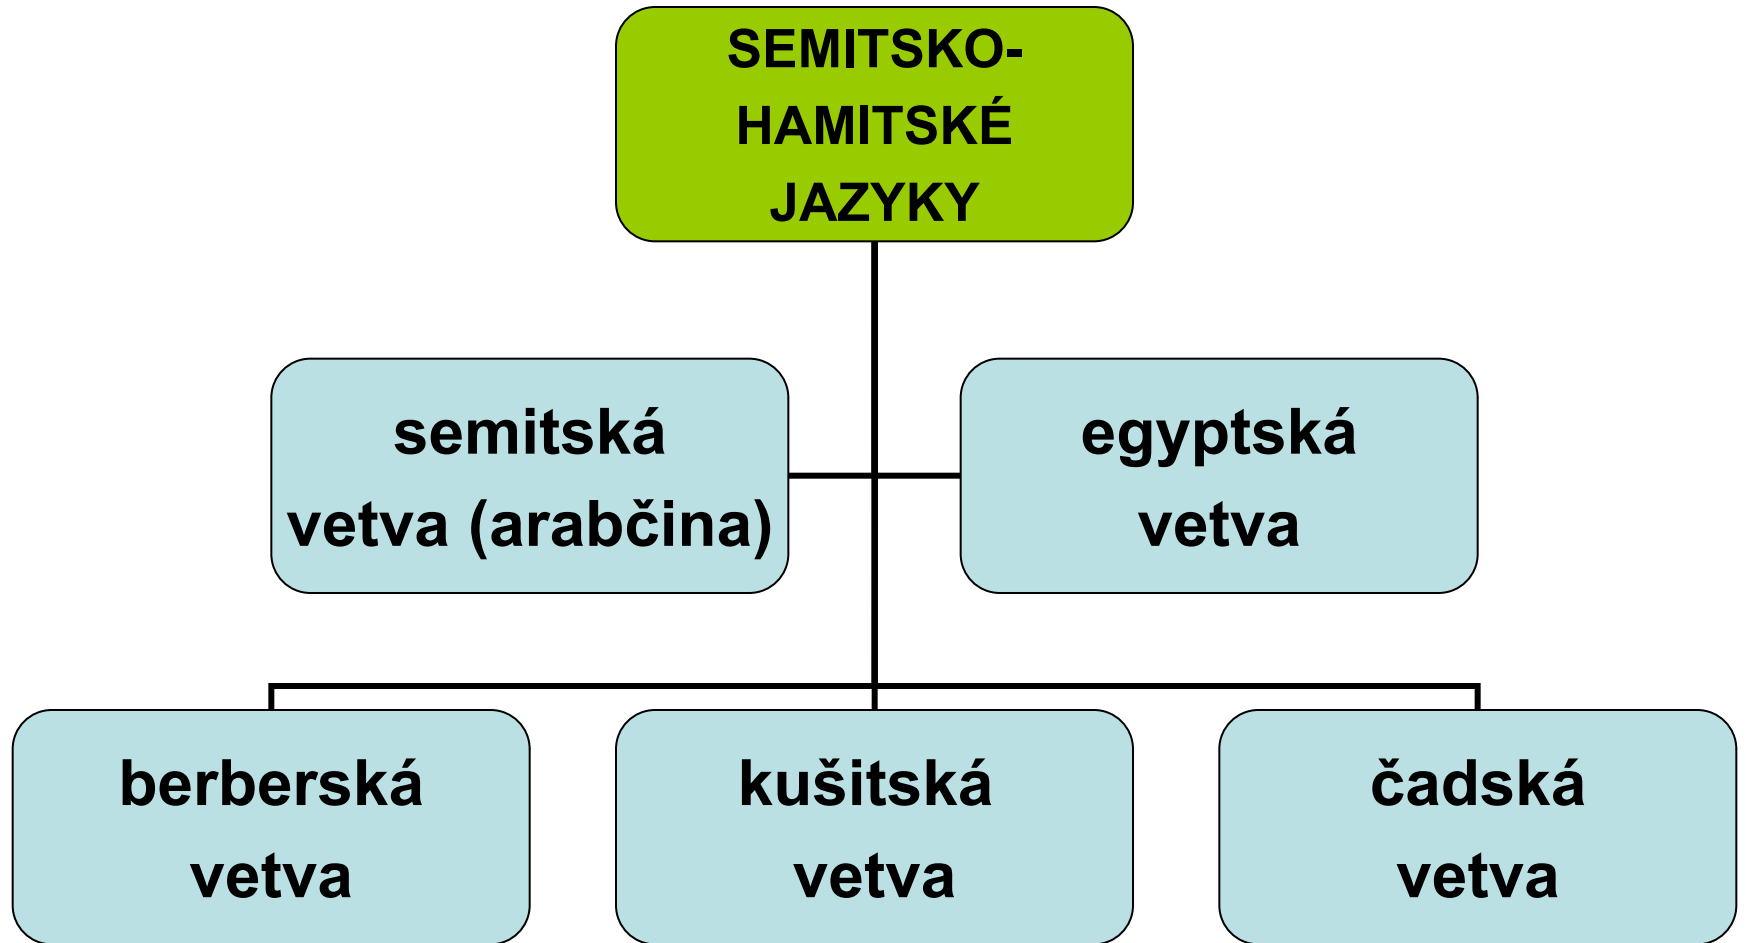 SEMITSKO-
HAMITSKÉ
JAZYKY
semitská
vetva (arabčina)
egyptská
vetva
berberská
vetva
kušitská
vetva
čadská
vetva